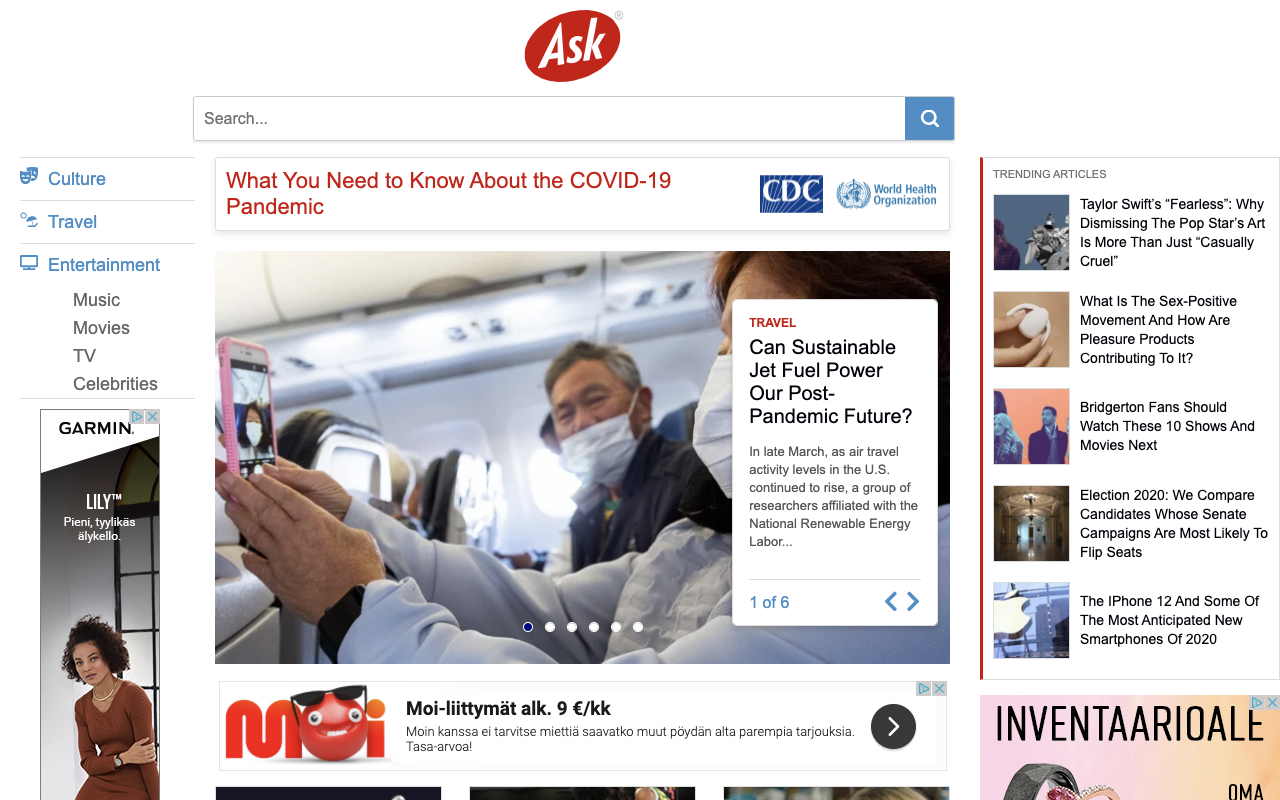 Ask®
Search...
Culture
Travel
Entertainment
Music
Movies
TV
Celebrities
GARMIN.
LILY™
Pieni, tyylikäs
älykello.
What You Need to Know About the COVID-19
Pandemic
CDC
World Health
Organization
TRAVEL
Can Sustainable
Jet Fuel Power
Our Post-
Pandemic Future?
In late March, as air travel
activity levels in the U.S.
continued to rise, a group of
researchers affiliated with the
National Renewable Energy
Labor...
1 of 6
Moi
Moi-liittymät alk. 9 €/kk
Moin kanssa ei tarvitse miettiä saavatko muut pöydän alta parempia tarjouksia.
Tasa-arvoa!
TRENDING ARTICLES
Taylor Swift's “Fearless”: Why
Dismissing The Pop Star's Art
Is More Than Just “Casually
Cruel”
What Is The Sex-Positive
Movement And How Are
Pleasure Products
Contributing To It?
Bridgerton Fans Should
Watch These 10 Shows And
Movies Next
Election 2020: We Compare
Candidates Whose Senate
Campaigns Are Most Likely To
Flip Seats
The IPhone 12 And Some Of
The Most Anticipated New
Smartphones Of 2020
INVENTAARIOALE
OMA